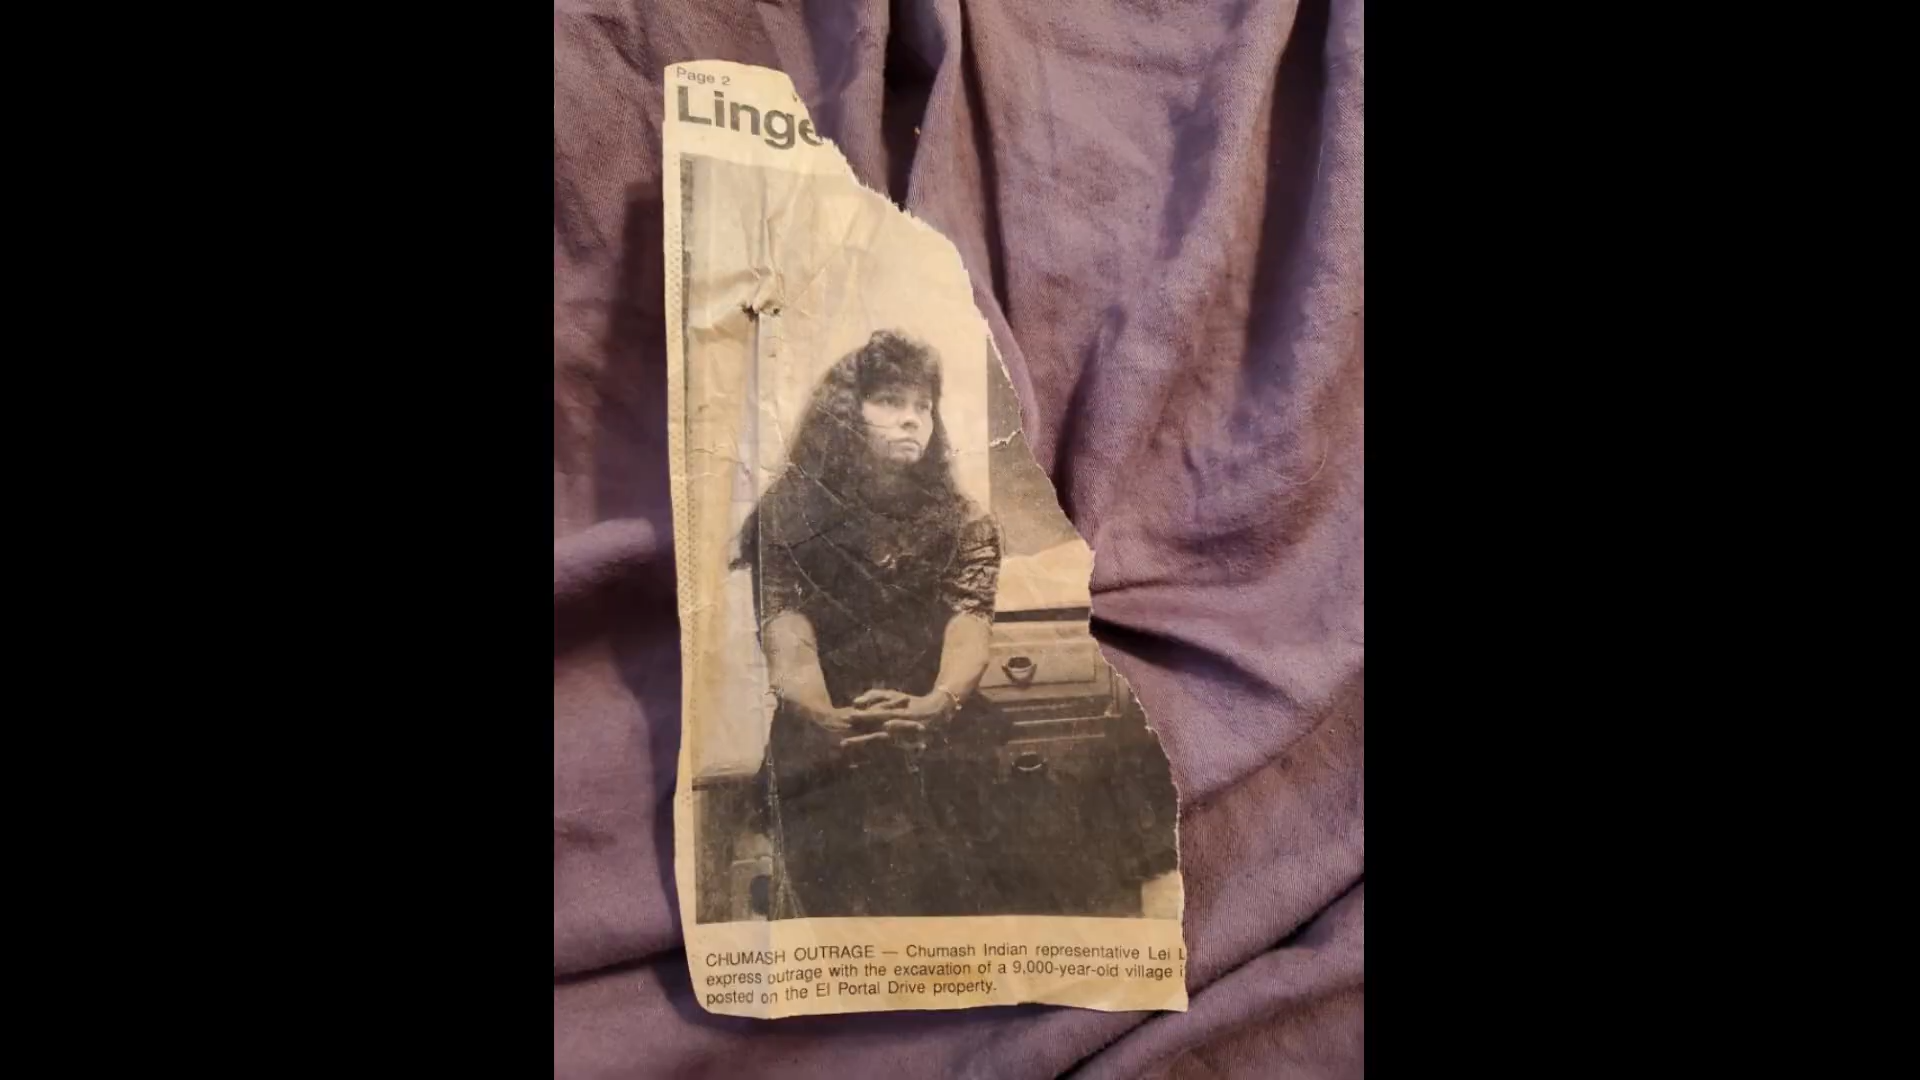 Page 2
Linge
CHUMASH OUTRAGE — Chumash Indian representative Lei L
express outrage with the excavation of a 9,000-year-old village i
posted on the El Portal Drive property.